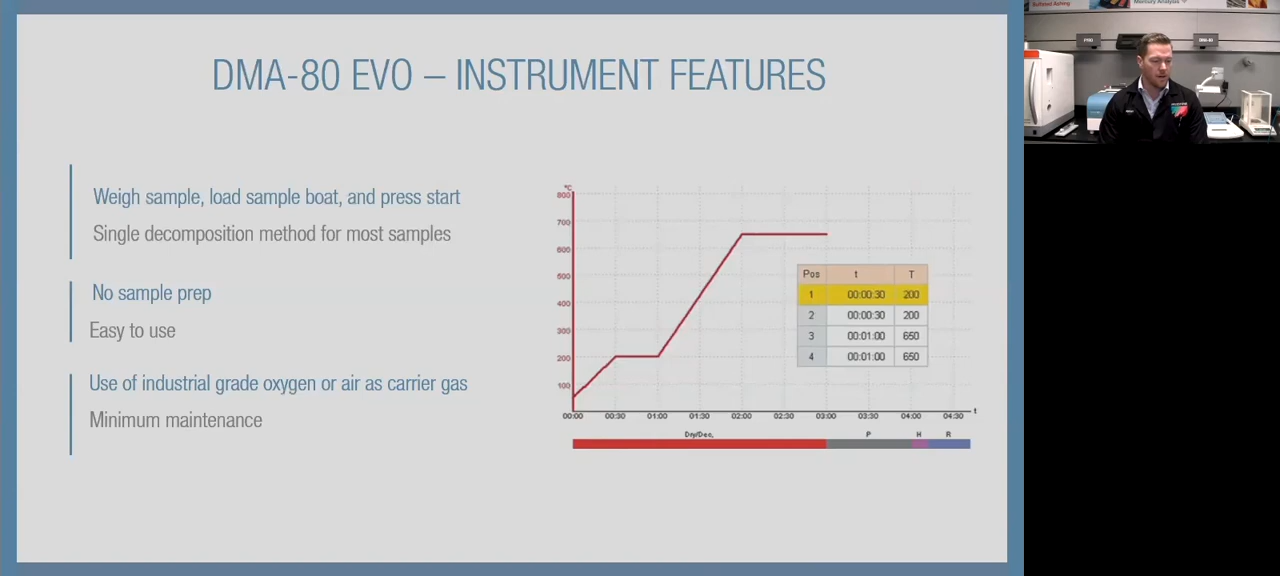 DMA-80 EVO – INSTRUMENT FEATURES
Weigh sample, load sample boat, and press start
Single decomposition method for most samples
No sample prep
Easy to use
Use of industrial grade oxygen or air as carrier gas
Minimum maintenance
°C
800
700
600
500
400
300
200
100
00:00 00:30 01:00 01:30 02:00 02:30 03:00 03:30 04:00 04:30 t
Pos t T
1 00:00:30 200
2 00:00:30 200
3 00:01:00 650
4 00:01:00 650
Dry/Dec. P H R
Mercury Analysis
DMA-80